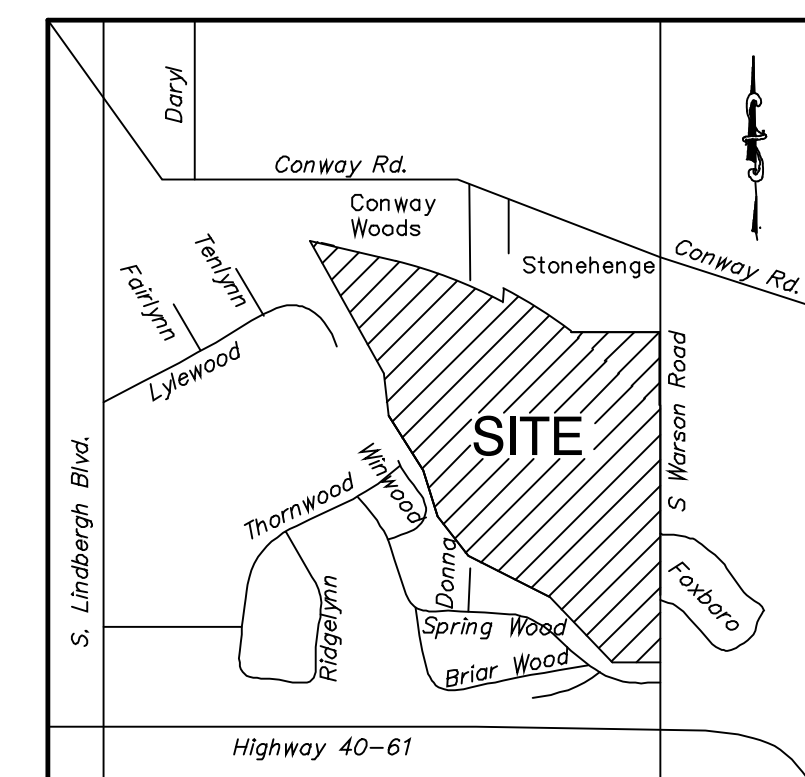 Daryl
Conway Rd.
Conway
Woods
Tenlynn
Fairlynn
Stonehenge
Conway Rd.
Lylewood
S Warson Road
SITE
S. Lindbergh Blvd.
Winwood
Thornwood
Donna
Foxboro
Ridgelynn
Spring Wood
Briar Wood
Highway 40-61